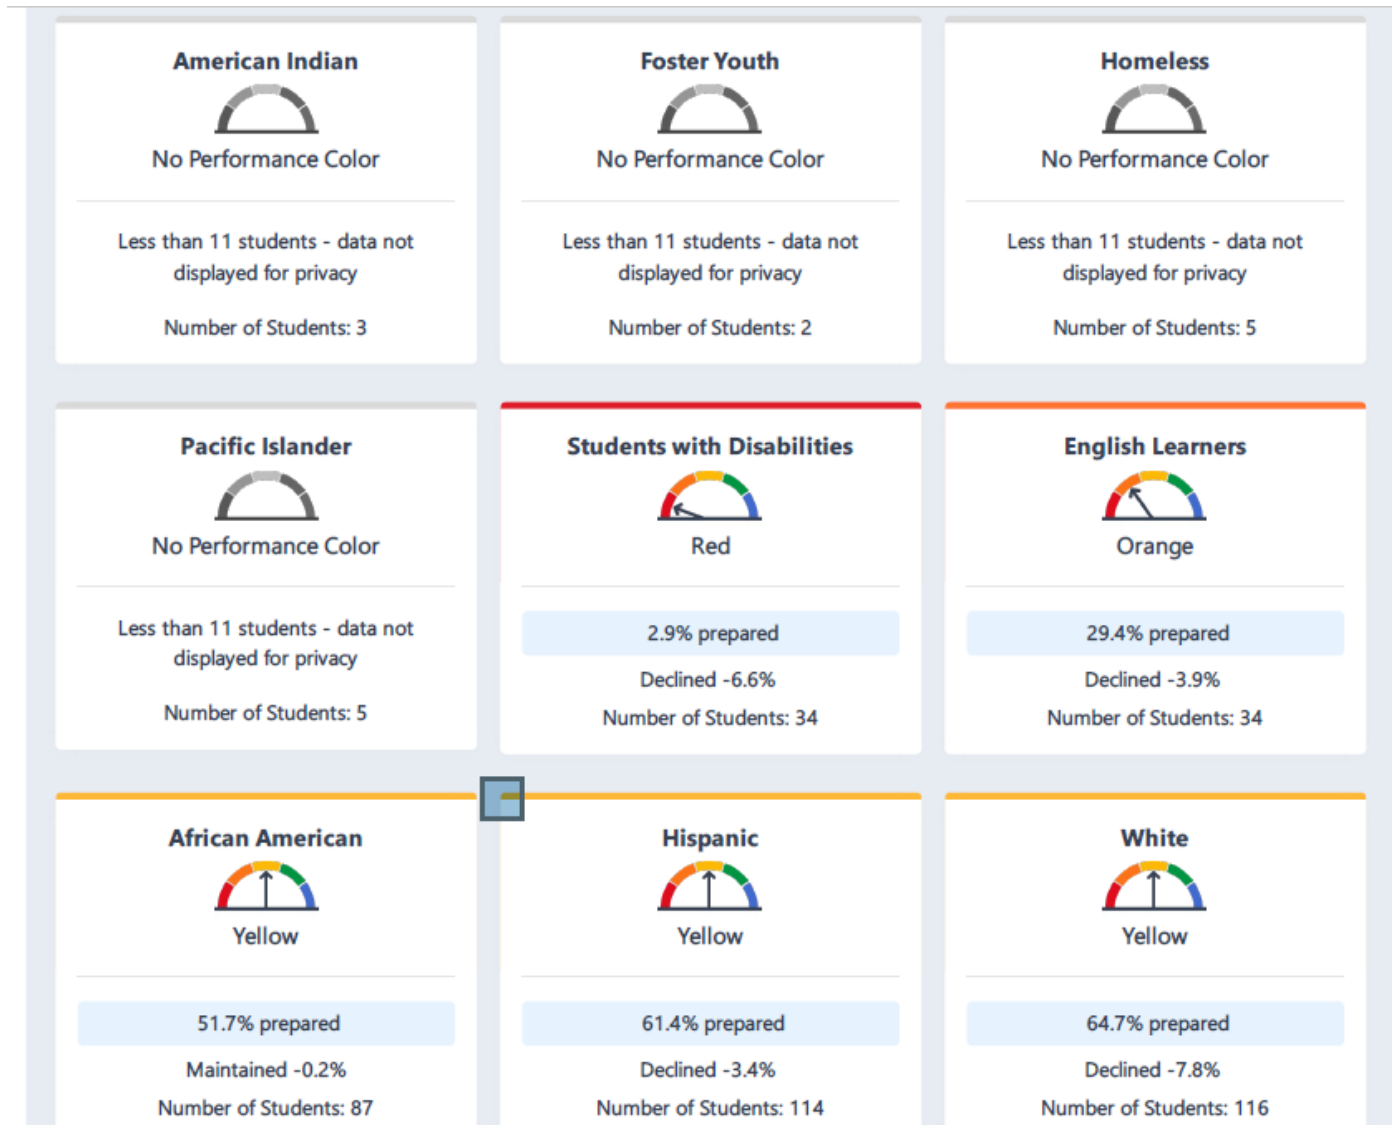 American Indian
No Performance Color
Less than 11 students - data not
displayed for privacy
Number of Students: 3
Foster Youth
No Performance Color
Less than 11 students - data not
displayed for privacy
Number of Students: 2
Homeless
No Performance Color
Less than 11 students - data not
displayed for privacy
Number of Students: 5
Pacific Islander
No Performance Color
Less than 11 students - data not
displayed for privacy
Number of Students: 5
Students with Disabilities
Red
2.9% prepared
Declined -6.6%
Number of Students: 34
English Learners
Orange
29.4% prepared
Declined -3.9%
Number of Students: 34
African American
Yellow
51.7% prepared
Maintained -0.2%
Number of Students: 87
Hispanic
Yellow
61.4% prepared
Declined -3.4%
Number of Students: 114
White
Yellow
64.7% prepared
Declined -7.8%
Number of Students: 116